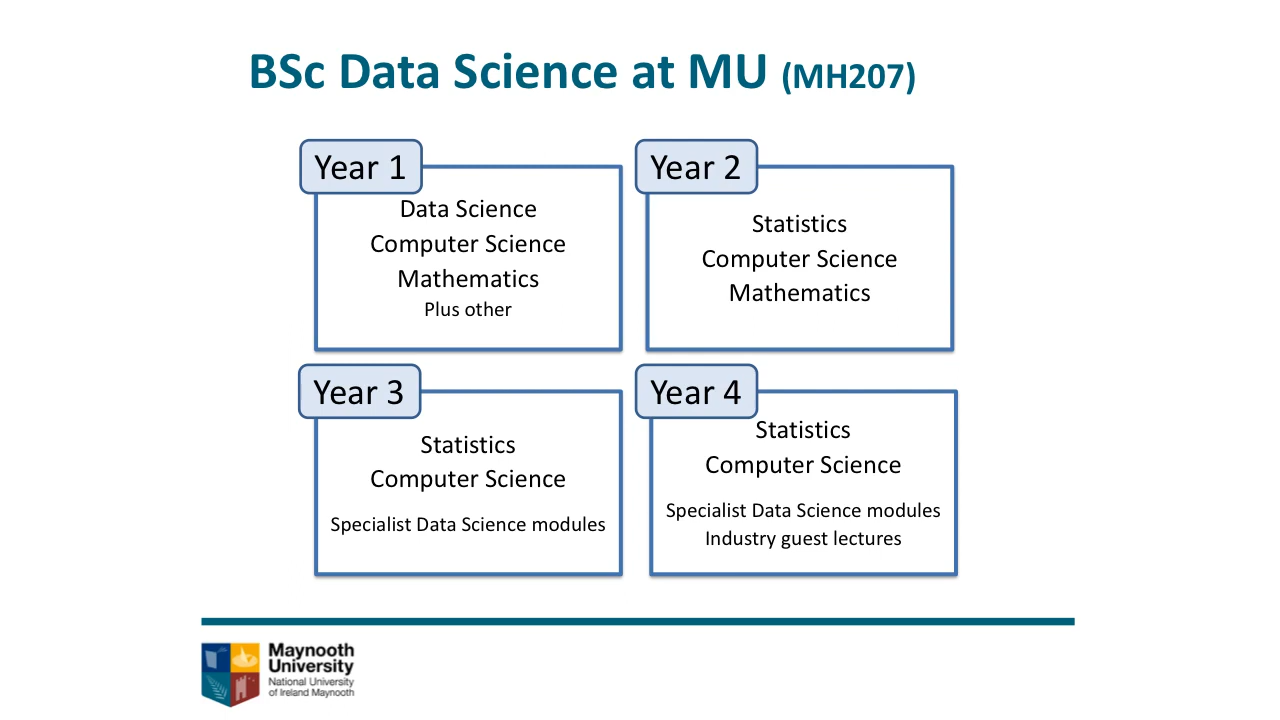 BSc Data Science at MU (MH207)
Year 1
Data Science
Computer Science
Mathematics
Plus other
Year 2
Statistics
Computer Science
Mathematics
Year 3
Statistics
Computer Science
Specialist Data Science modules
Year 4
Statistics
Computer Science
Specialist Data Science modules
Industry guest lectures
Maynooth
University
National University
of Ireland Maynooth